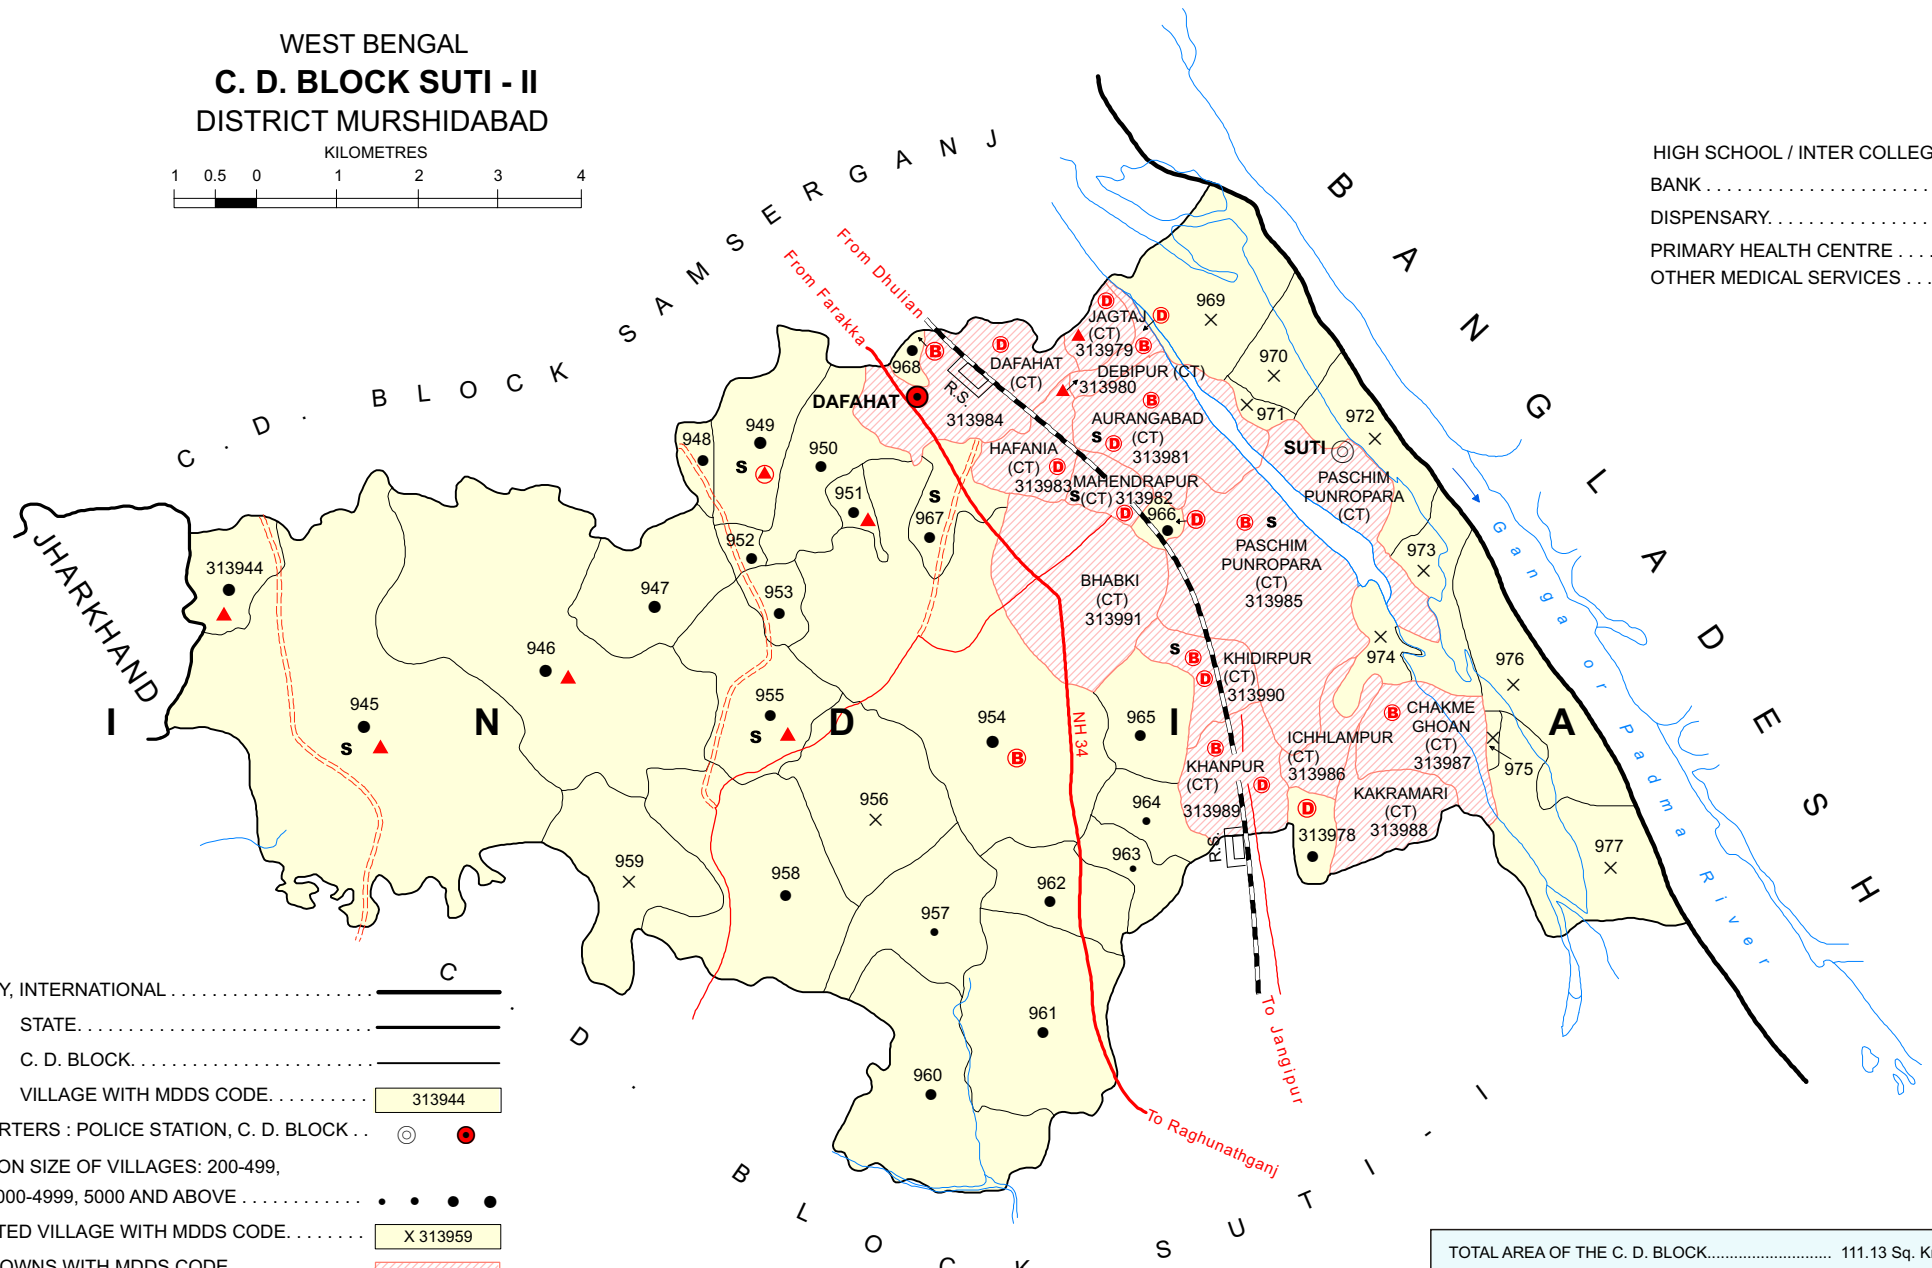 WEST BENGAL
C. D. BLOCK SUTI - II
DISTRICT MURSHIDABAD
KILOMETRES
1 0.5 0 1 2 3 4
HIGH SCHOOL / INTER COLLEG
BANK
DISPENSARY
PRIMARY HEALTH CENTRE
OTHER MEDICAL SERVICES
C. D. BLOCK SAMSERGANJ
BANGLADESH
JHARKHAND
INDIA
From Dhulian
From Farakka
969
970
971
972
SUTI
PASCHIM
PUNROPARA
(CT)
973
974
976
975
977
Ganga or Padma River
JAGTAJ
(CT)
313979
D
D
B
DEBIPUR (CT)
313980
B
AURANGABAD
(CT)
313981
S
D
DAFAHAT
(CT)
D
B
968
R.S.
313984
DAFAHAT
HAFANIA
(CT)
313983
D
MAHENDRAPUR
(CT) 313982
S
D
966
D
B
S
PASCHIM
PUNROPARA
(CT)
313985
BHABKI
(CT)
313991
948
949
S
950
951
S
967
952
953
947
313944
946
945
S
955
S
954
B
NH 34
965
S
B
D
KHIDIRPUR
(CT)
313990
B
KHANPUR
(CT)
313989
D
ICHHLAMPUR
(CT)
313986
B
CHAKME
GHOAN
(CT)
313987
KAKRAMARI
(CT)
313988
D
313978
R.S.
956
964
963
959
958
962
957
961
960
To Jangipur
To Raghunathganj
C. D. BLOCK SUTI - I
Y, INTERNATIONAL
STATE
C. D. BLOCK
VILLAGE WITH MDDS CODE
313944
RTERS : POLICE STATION, C. D. BLOCK
ON SIZE OF VILLAGES: 200-499,
000-4999, 5000 AND ABOVE
TED VILLAGE WITH MDDS CODE
X 313959
OWNS WITH MDDS CODE
TOTAL AREA OF THE C. D. BLOCK........................... 111.13 Sq. K